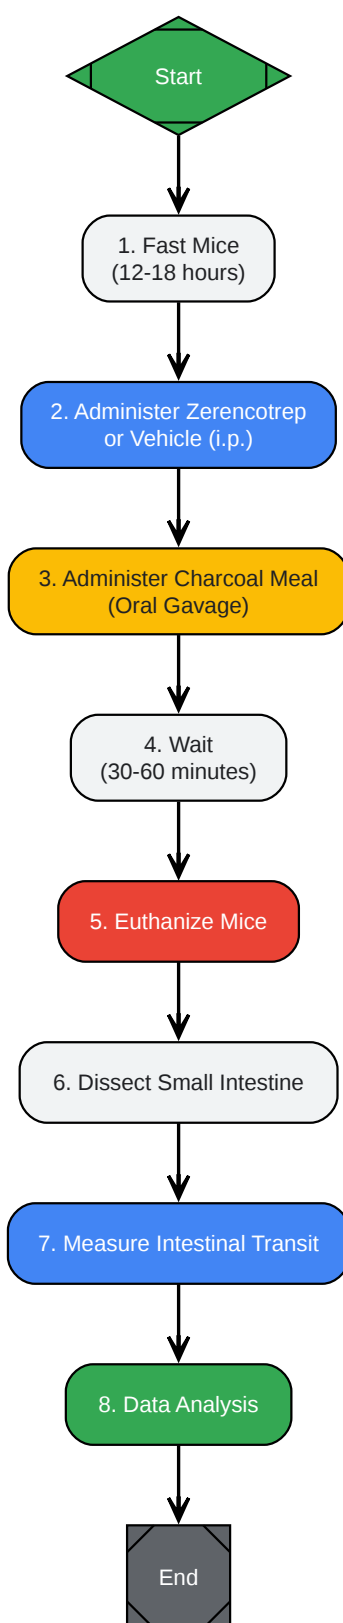 Start
1. Fast Mice
(12-18 hours)
2. Administer Zerencotrep
or Vehicle (i.p.)
3. Administer Charcoal Meal
(Oral Gavage)
4. Wait
(30-60 minutes)
5. Euthanize Mice
6. Dissect Small Intestine
7. Measure Intestinal Transit
8. Data Analysis
End